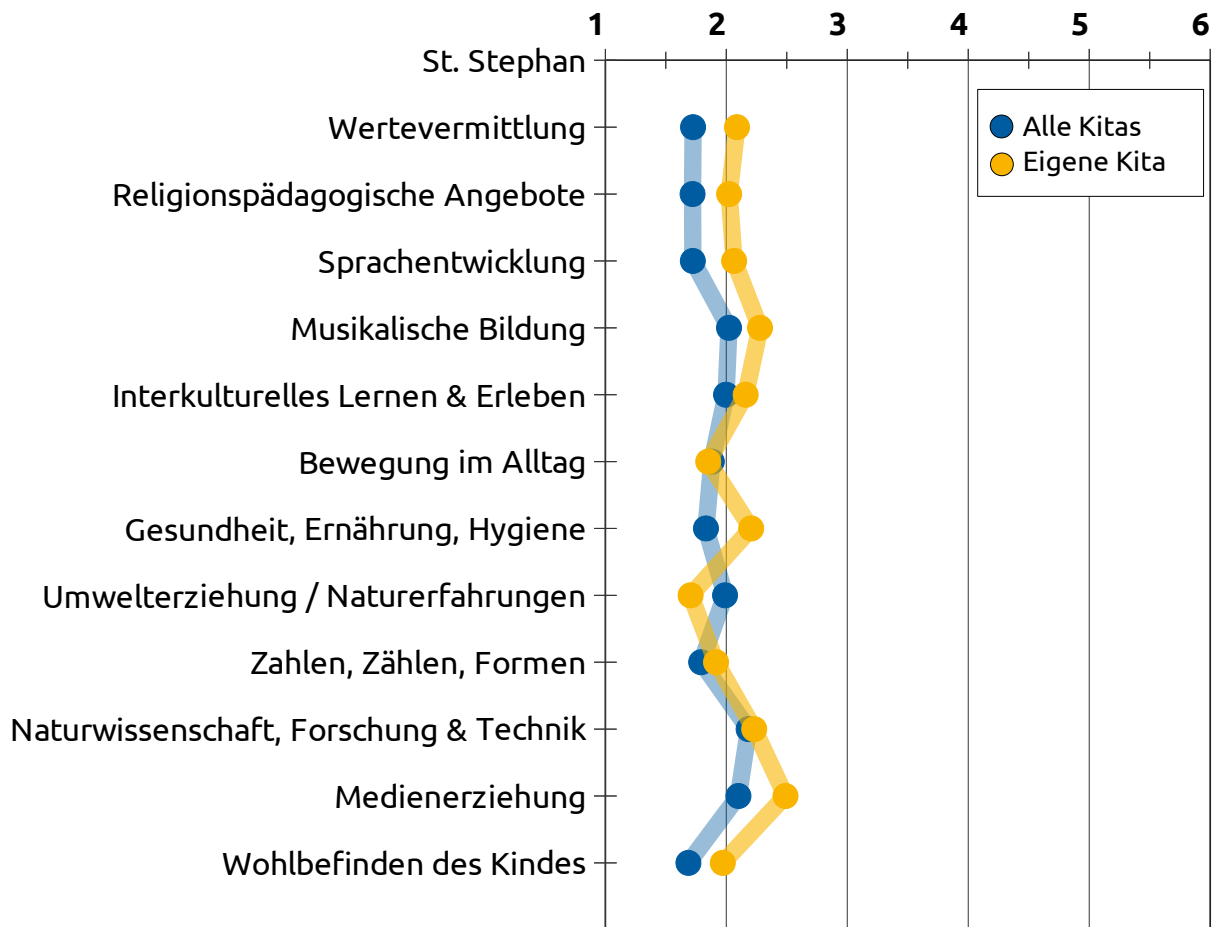 1 2 3 4 5 6
St. Stephan
Alle Kitas
Eigene Kita
Wertevermittlung
Religionspädagogische Angebote
Sprachentwicklung
Musikalische Bildung
Interkulturelles Lernen & Erleben
Bewegung im Alltag
Gesundheit, Ernährung, Hygiene
Umwelterziehung / Naturerfahrungen
Zahlen, Zählen, Formen
Naturwissenschaft, Forschung & Technik
Medienerziehung
Wohlbefinden des Kindes